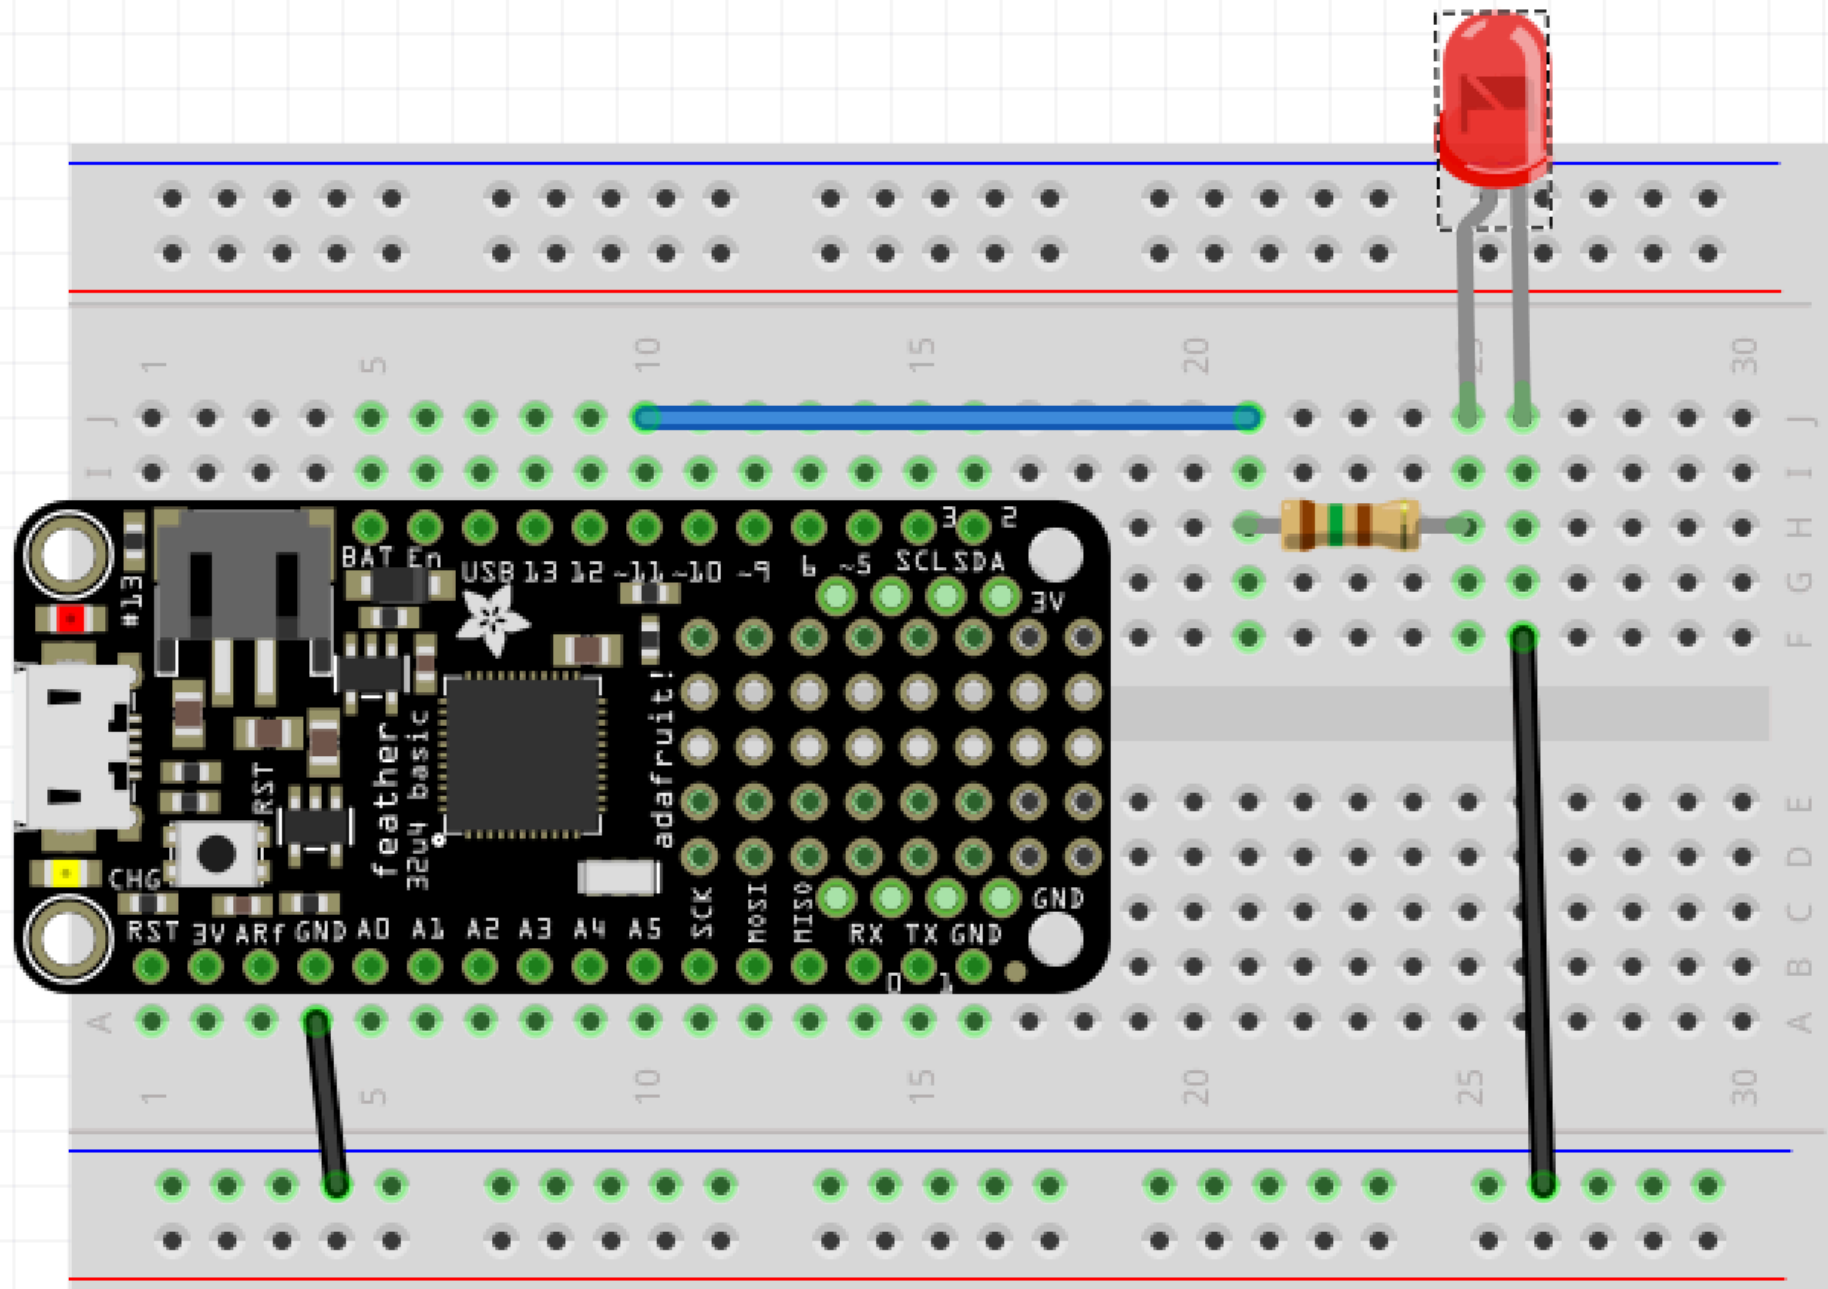 1 5 10 15 20 25 30
J J
I I
3 2
H
BAT En USB 13 12 ~11 ~10 ~9 6 ~5 SCL SDA
#13
3V
G
F
adafruit!
feather
32u4 basic
RST
E
D
CHG
SCK MOSI MISO
GND
C
RST 3V ARf GND A0 A1 A2 A3 A4 A5 RX TX GND
B
0 1
A A
1 5 10 15 20 25 30